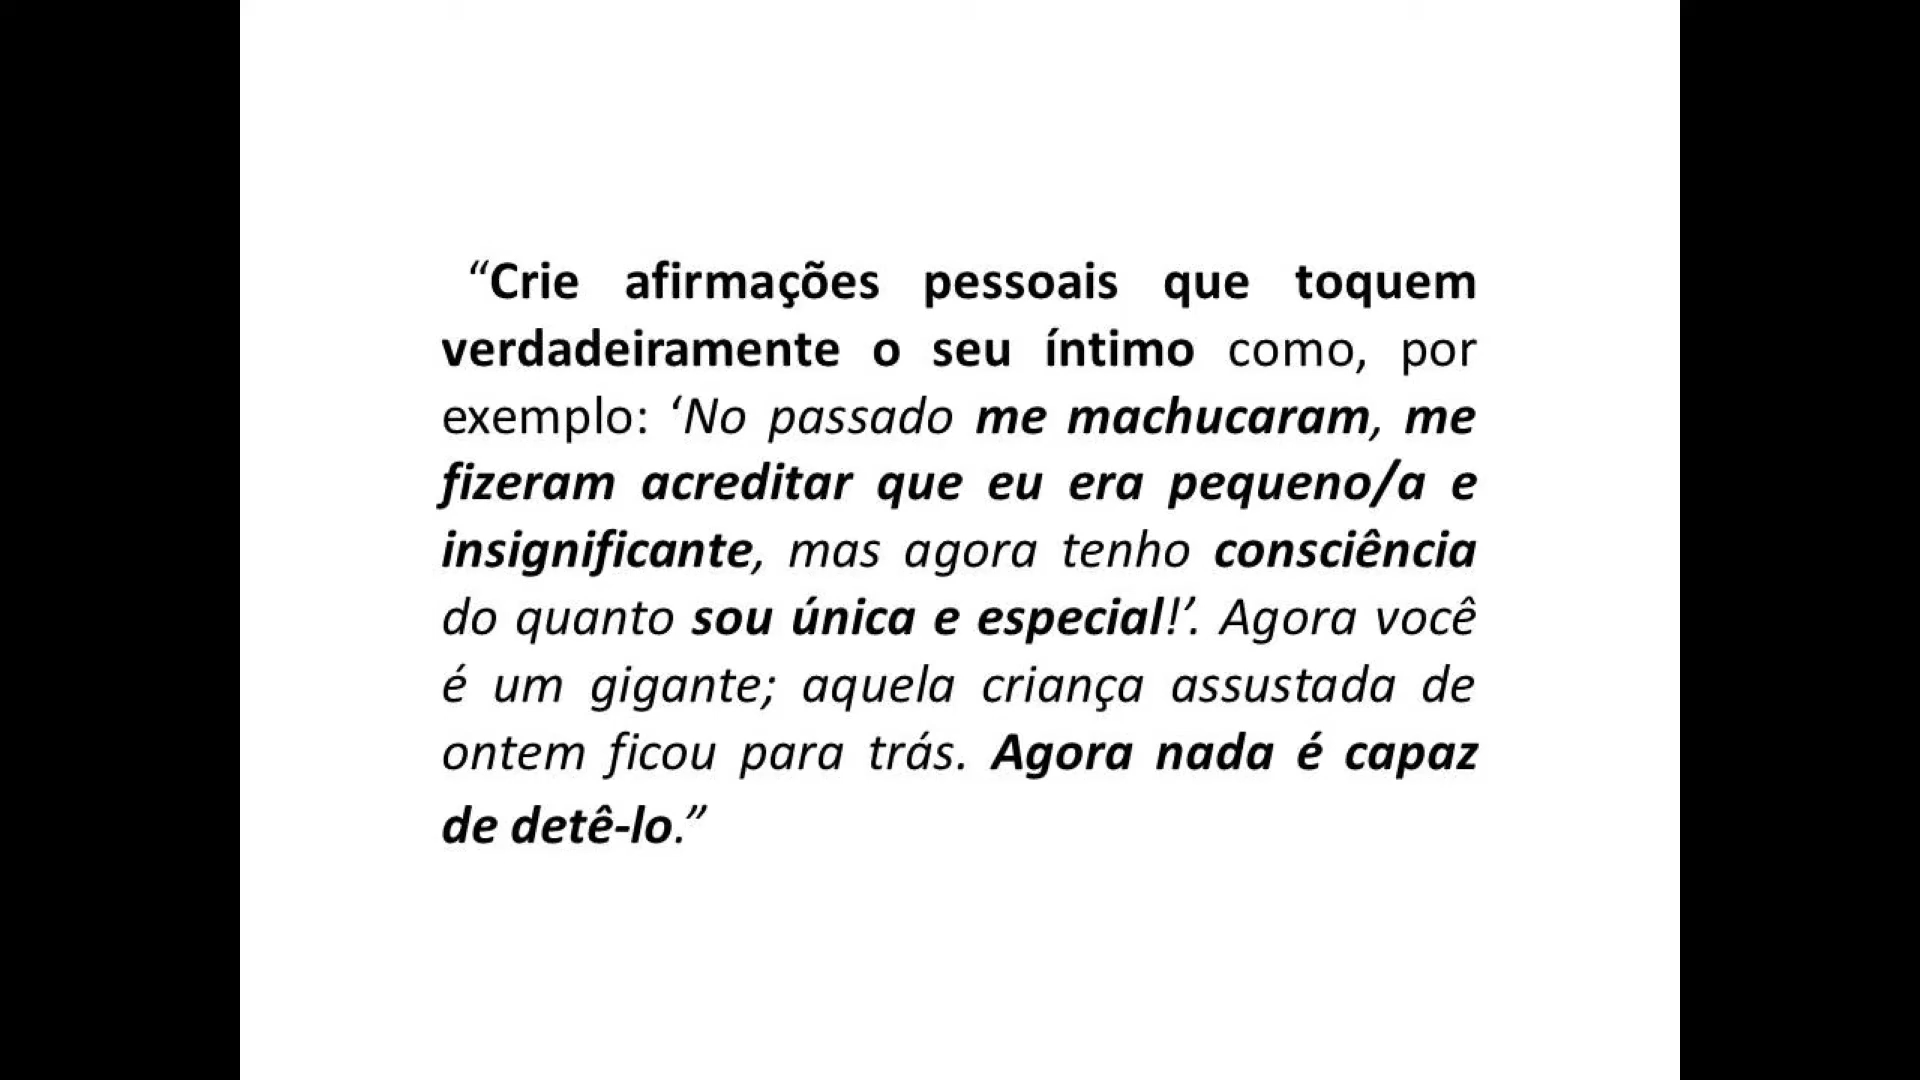 “Crie afirmações pessoais que toquem
verdadeiramente o seu íntimo como, por
exemplo: ‘No passado me machucaram, me
fizeram acreditar que eu era pequeno/a e
insignificante, mas agora tenho consciência
do quanto sou única e especial!’. Agora você
é um gigante; aquela criança assustada de
ontem ficou para trás. Agora nada é capaz
de detê-lo.”